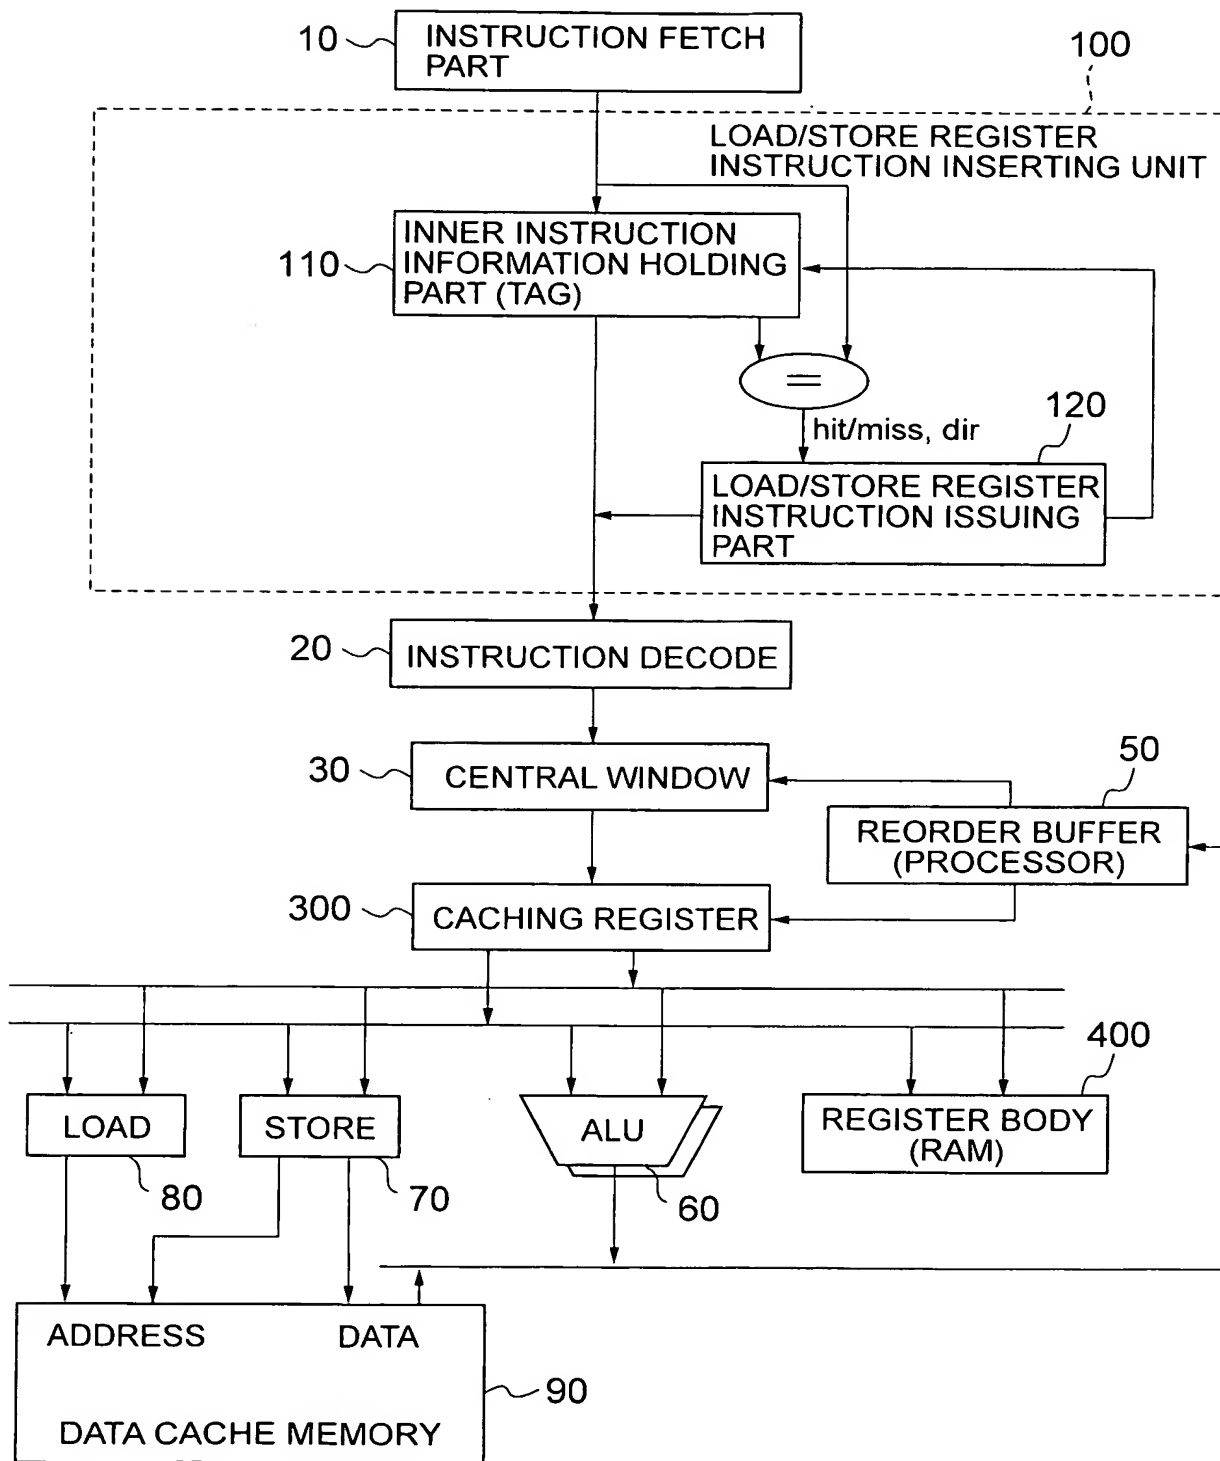 10
INSTRUCTION FETCH
PART
100
LOAD/STORE REGISTER
INSTRUCTION INSERTING UNIT
110
INNER INSTRUCTION
INFORMATION HOLDING
PART (TAG)
=
hit/miss, dir
120
LOAD/STORE REGISTER
INSTRUCTION ISSUING
PART
20
INSTRUCTION DECODE
30
CENTRAL WINDOW
50
REORDER BUFFER
(PROCESSOR)
300
CACHING REGISTER
400
LOAD
STORE
ALU
REGISTER BODY
(RAM)
80
70
60
ADDRESS
DATA
90
DATA CACHE MEMORY